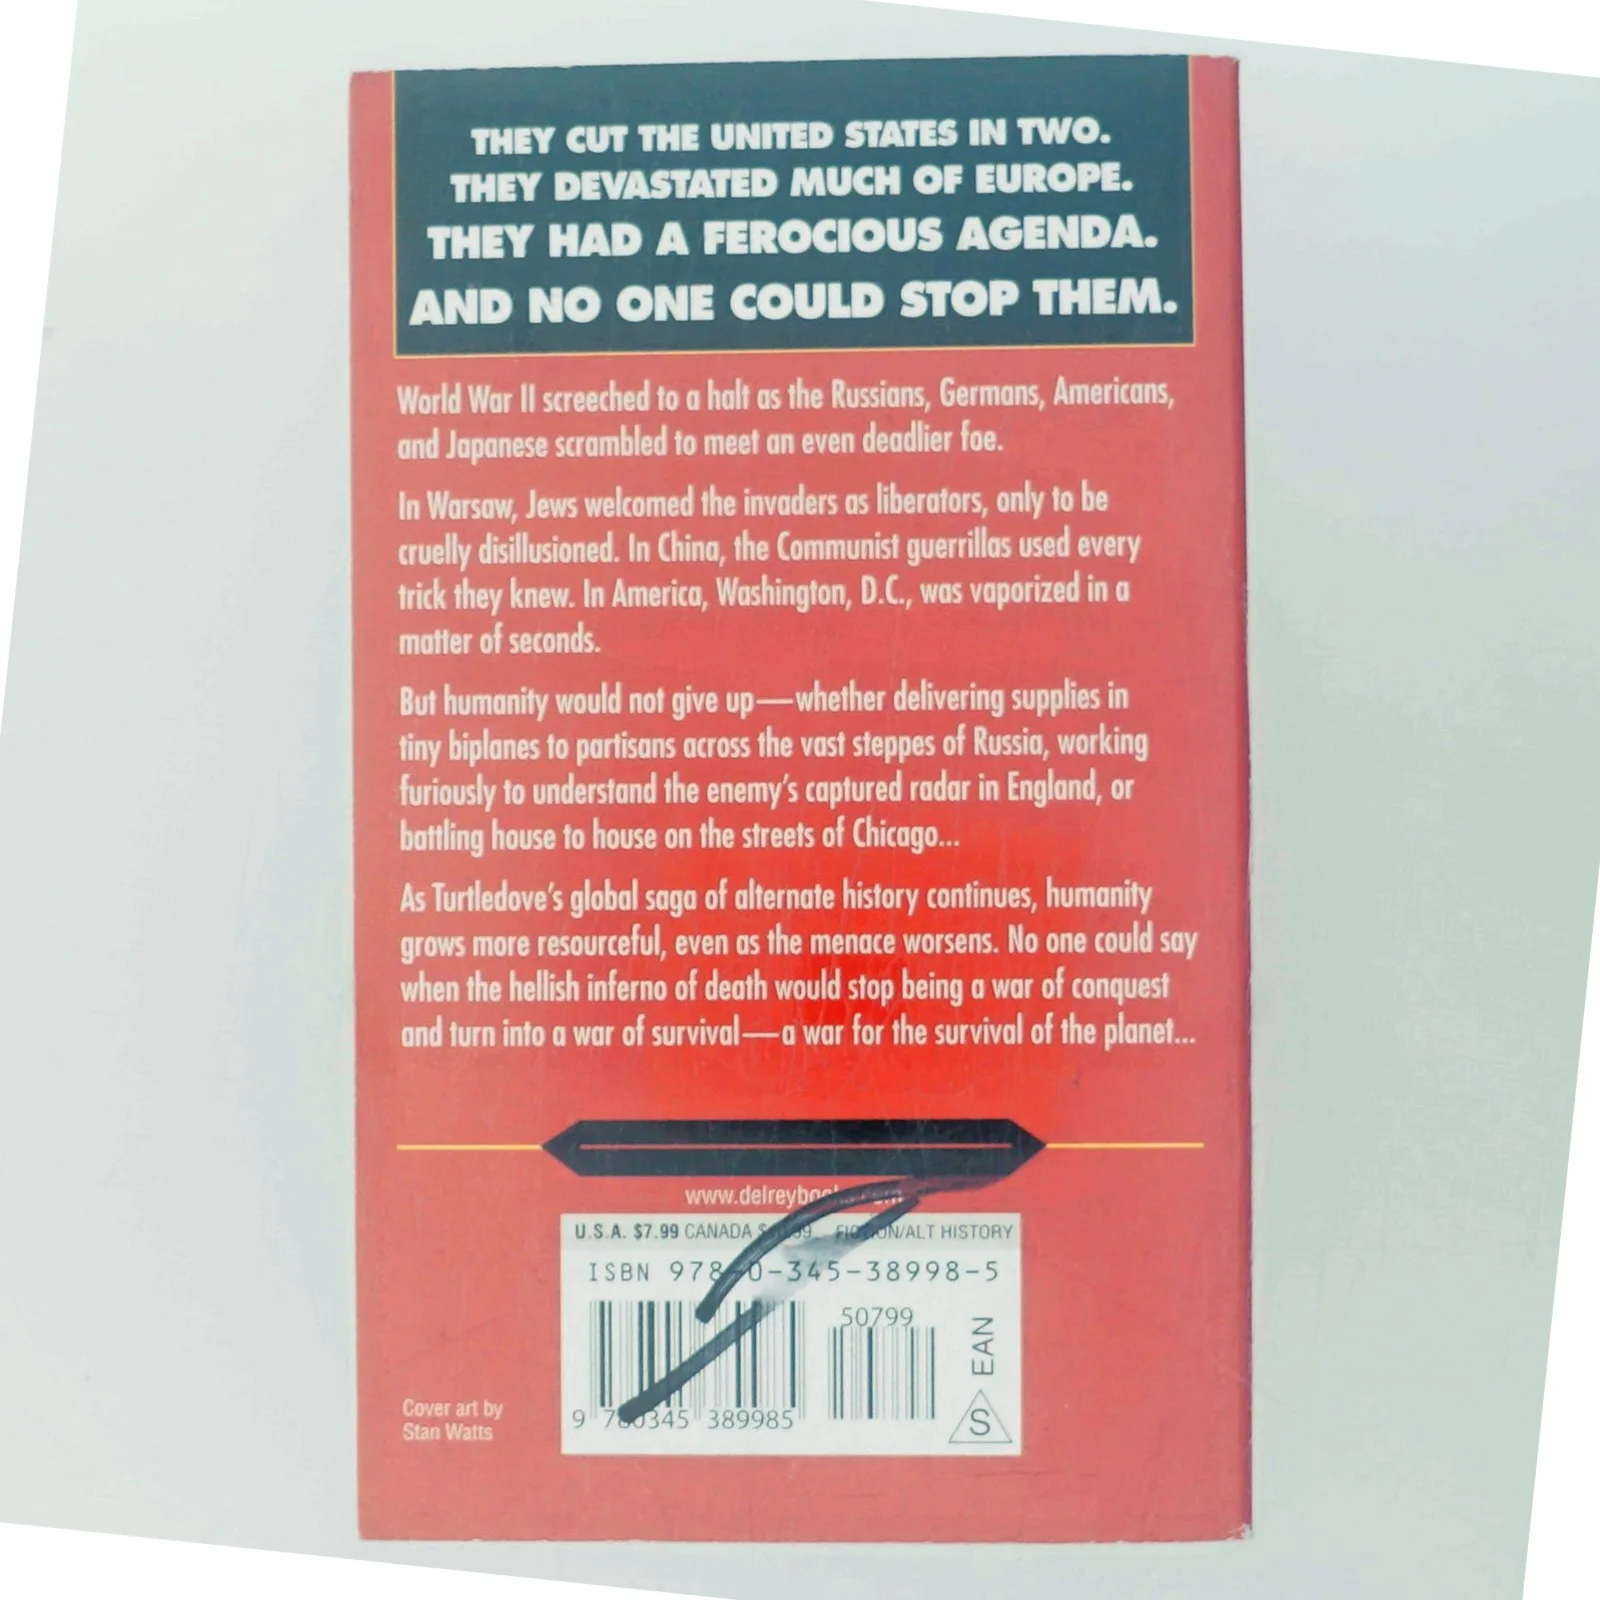 THEY CUT THE UNITED STATES IN TWO.
THEY DEVASTATED MUCH OF EUROPE.
THEY HAD A FEROCIOUS AGENDA.
AND NO ONE COULD STOP THEM.
World War II screeched to a halt as the Russians, Germans, Americans,
and Japanese scrambled to meet an even deadlier foe.
In Warsaw, Jews welcomed the invaders as liberators, only to be
cruelly disillusioned. In China, the Communist guerrillas used every
trick they knew. In America, Washington, D.C., was vaporized in a
matter of seconds.
But humanity would not give up—whether delivering supplies in
tiny biplanes to partisans across the vast steppes of Russia, working
furiously to understand the enemy's captured radar in England, or
battling house to house on the streets of Chicago...
As Turtledove's global saga of alternate history continues, humanity
grows more resourceful, even as the menace worsens. No one could say
when the hellish inferno of death would stop being a war of conquest
and turn into a war of survival—a war for the survival of the planet...
www.delreybooks.com
U.S.A. $7.99 CANADA FICTION/ALT HISTORY
ISBN 978-0-345-38998-5
50799
EAN
S
9 780345 389985
Cover art by
Stan Watts